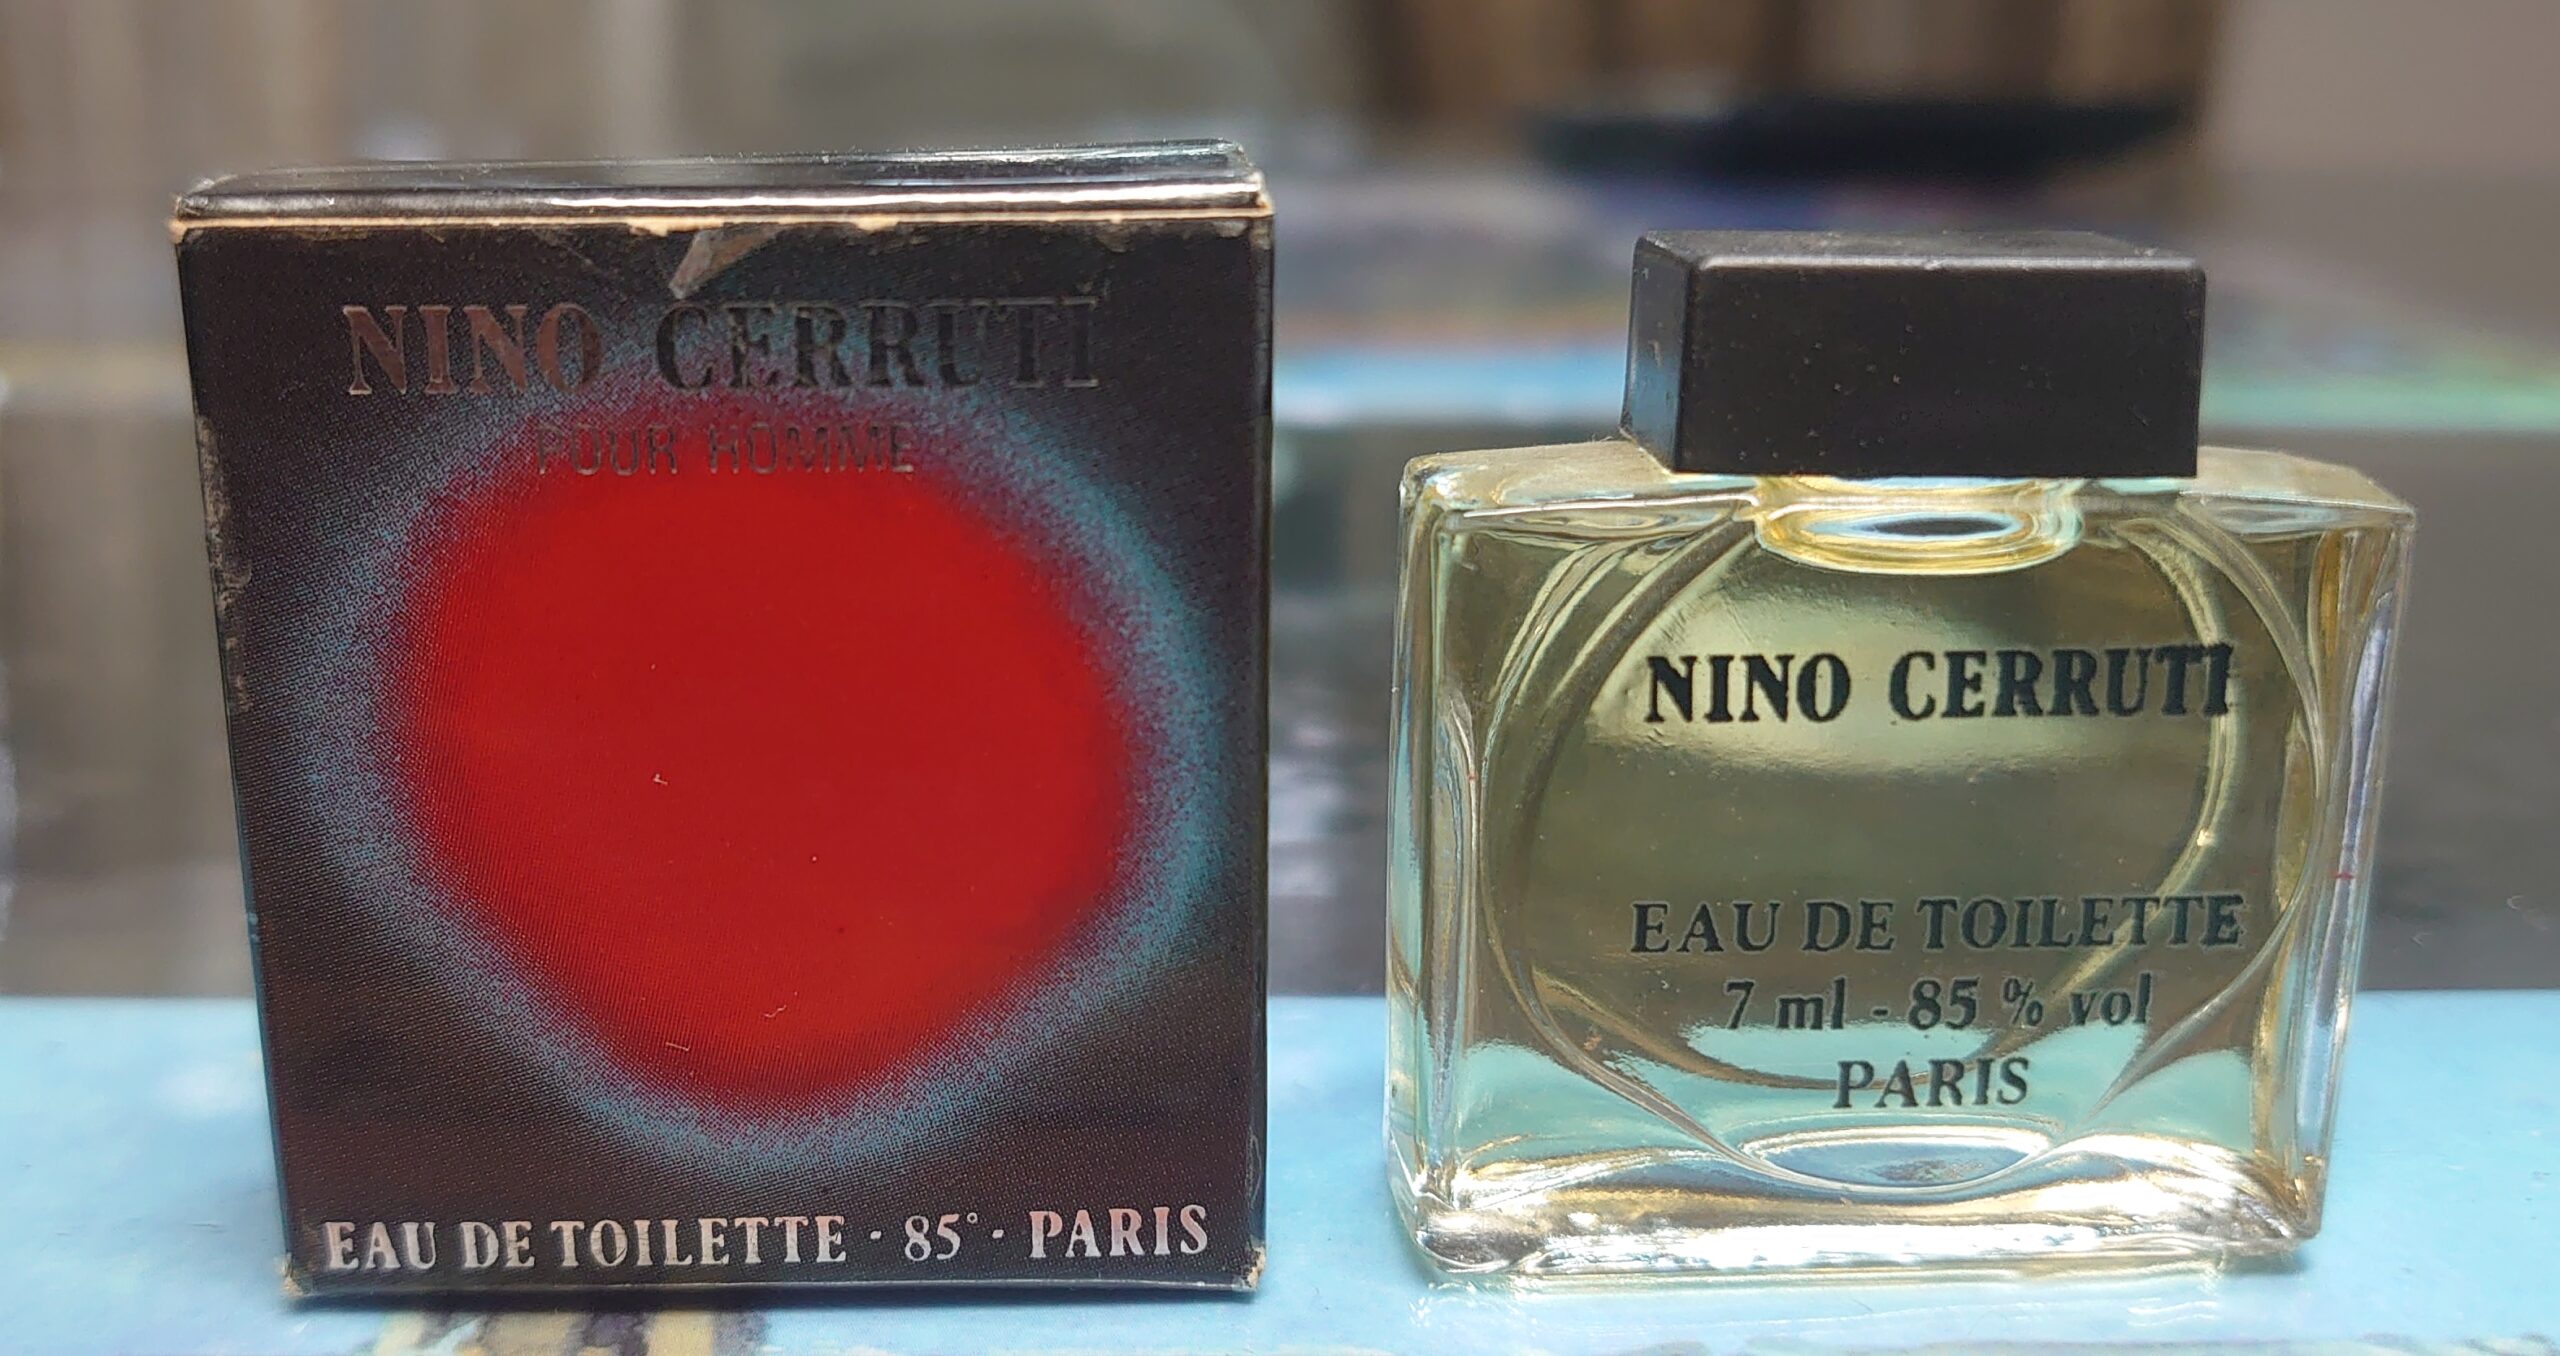 NINO CERRUTI
POUR HOMME
EAU DE TOILETTE · 85° · PARIS
NINO CERRUTI
EAU DE TOILETTE
7 ml - 85 % vol
PARIS